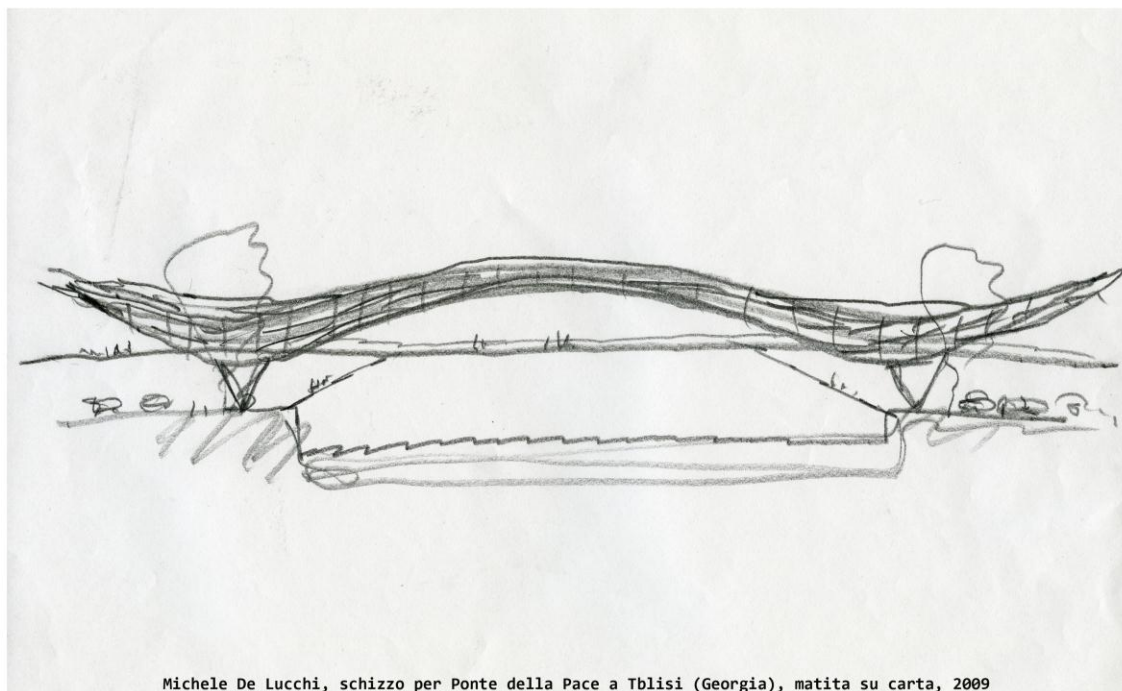 Michele De Lucchi, schizzo per Ponte della Pace a Tblisi (Georgia), matita su carta, 2009